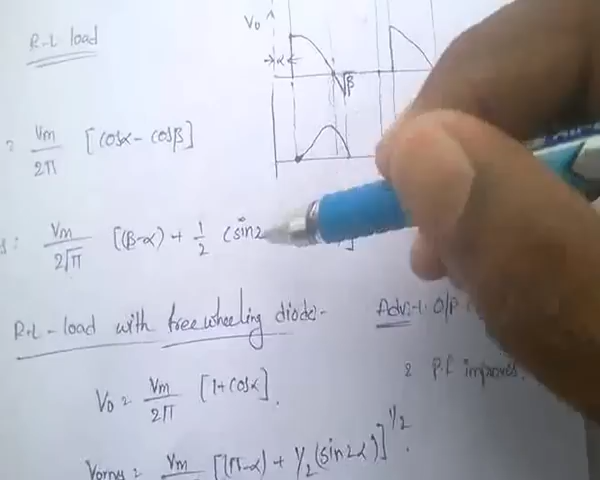 R-L load
V₀
α
β
= Vm/2π [cosα - cosβ]
s: Vm/2√π [(β-α) + 1/2 (sin2
R-L-load with freewheeling diode:-
Adv:-1. O/P
V₀ = Vm/2π [1+cosα].
2 P.F improves.
Vorms = Vm [(π-α) + 1/2 (sin2α)]^1/2.